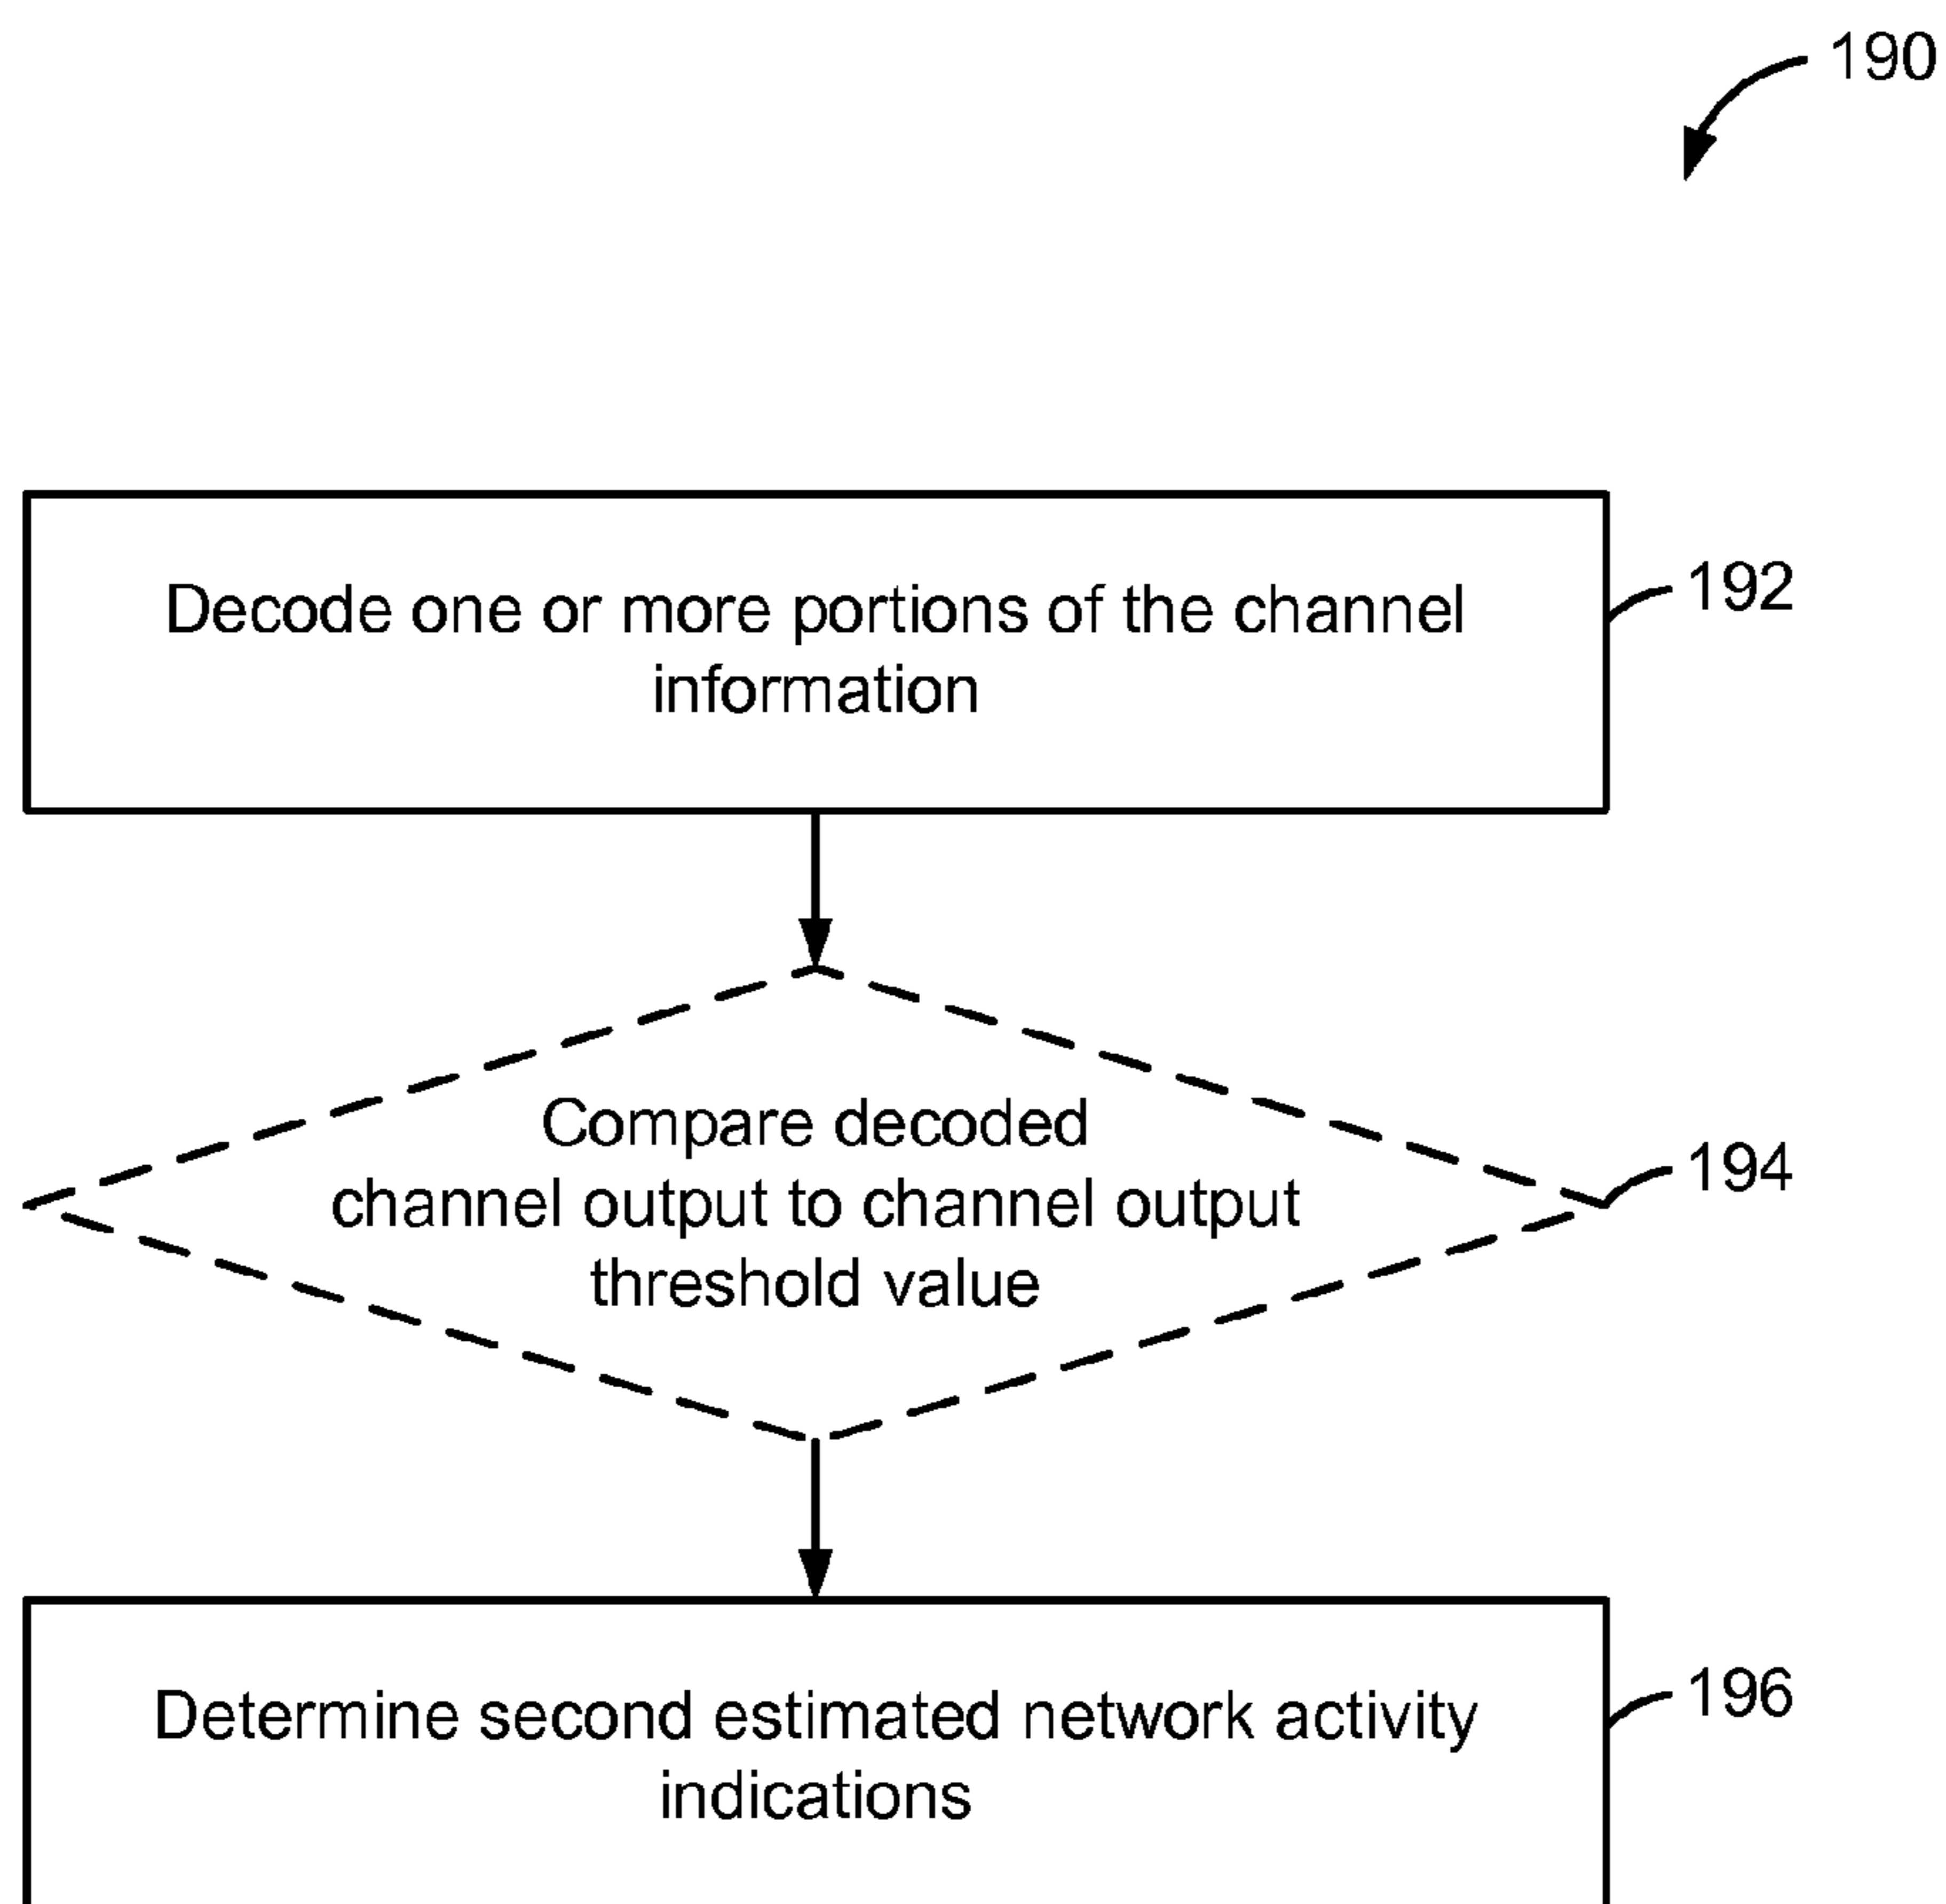 190
Decode one or more portions of the channel
information
192
Compare decoded
channel output to channel output
threshold value
194
Determine second estimated network activity
indications
196